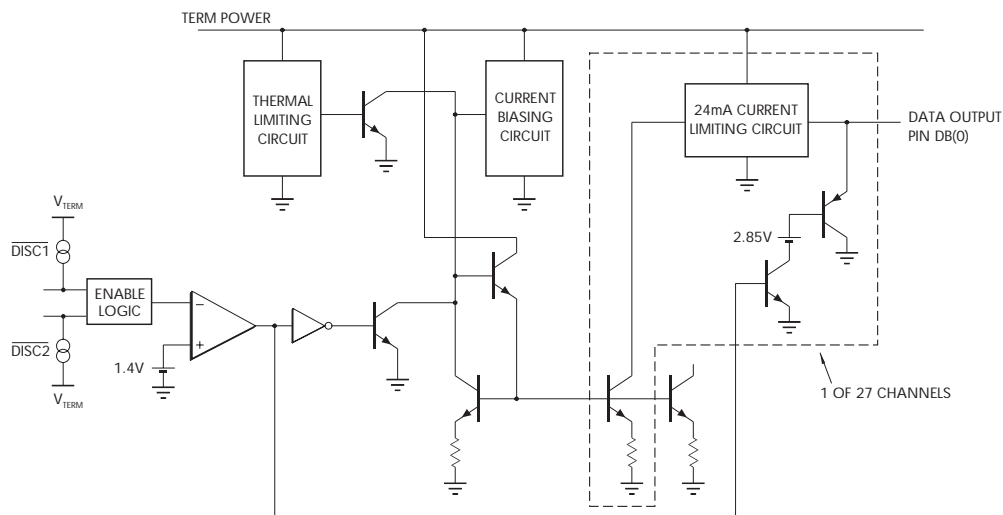 TERM POWER
THERMAL
LIMITING
CIRCUIT
CURRENT
BIASING
CIRCUIT
24mA CURRENT
LIMITING CIRCUIT
DATA OUTPUT
PIN DB(0)
VTERM
DISC1
2.85V
ENABLE
LOGIC
−
+
DISC2
1.4V
VTERM
1 OF 27 CHANNELS